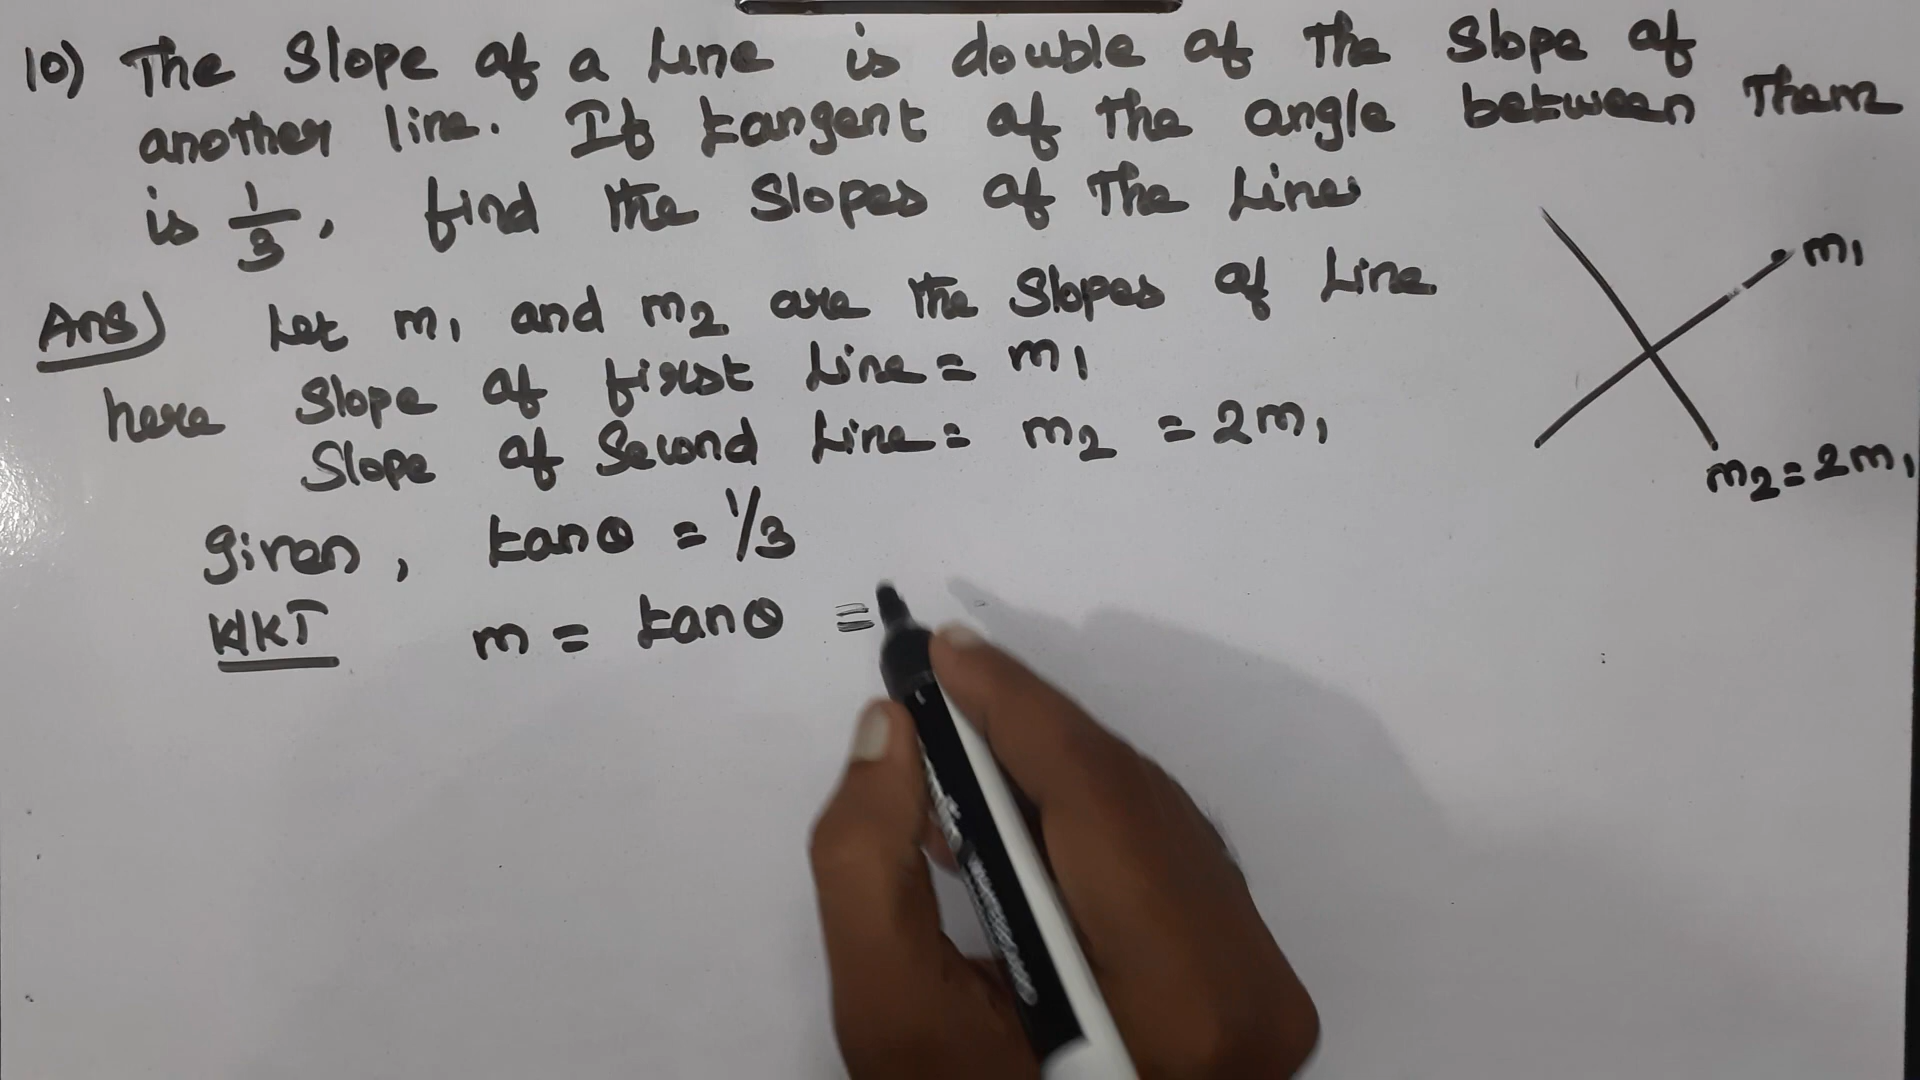 10) The Slope of a Line is double of the Slope of
another line. If tangent of the angle between them
is 1/3, find the Slopes of the Lines
Ans) Let m₁ and m₂ are the Slopes of Line
here Slope of first Line = m₁
Slope of Second Line = m₂ = 2m₁
given, tanθ = 1/3
WKT m = tanθ =
m₁
m₂ = 2m₁